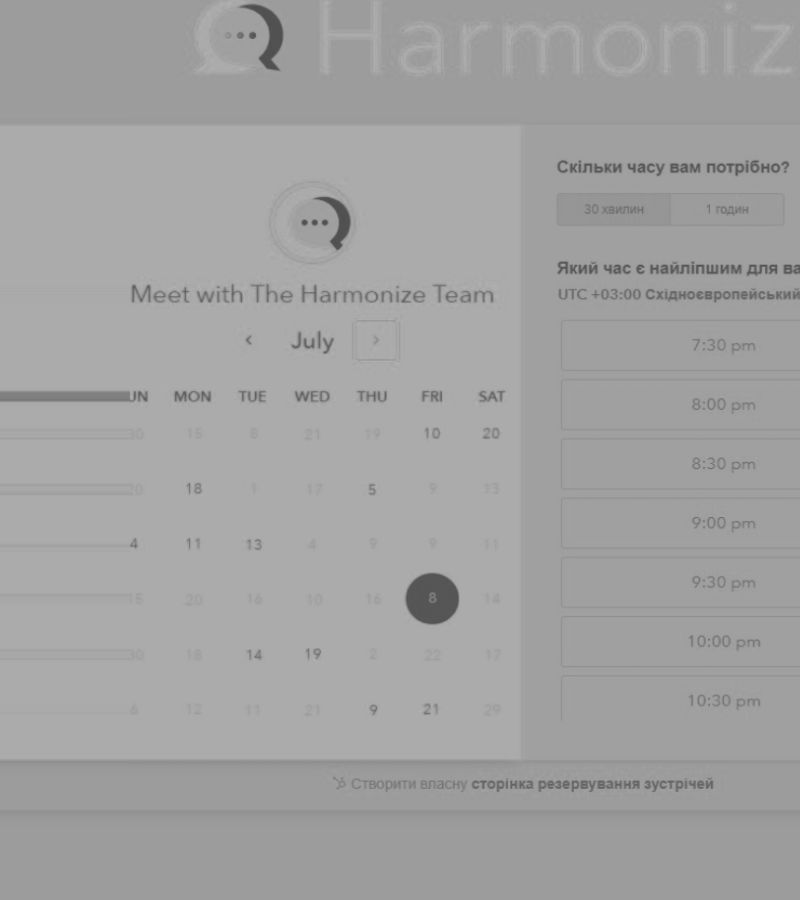 Harmoniz
Meet with The Harmonize Team
July
UN MON TUE WED THU FRI SAT
30 15 8 21 19 10 20
20 18 1 17 5 9 13
4 11 13 4 9 9 11
15 20 16 10 16 8 14
30 18 14 19 2 22 17
6 12 11 21 9 21 29
Скільки часу вам потрібно?
30 хвилин 1 годин
Який час є найліпшим для ва
UTC +03:00 Східноєвропейський
7:30 pm
8:00 pm
8:30 pm
9:00 pm
9:30 pm
10:00 pm
10:30 pm
Створити власну сторінка резервування зустрічей